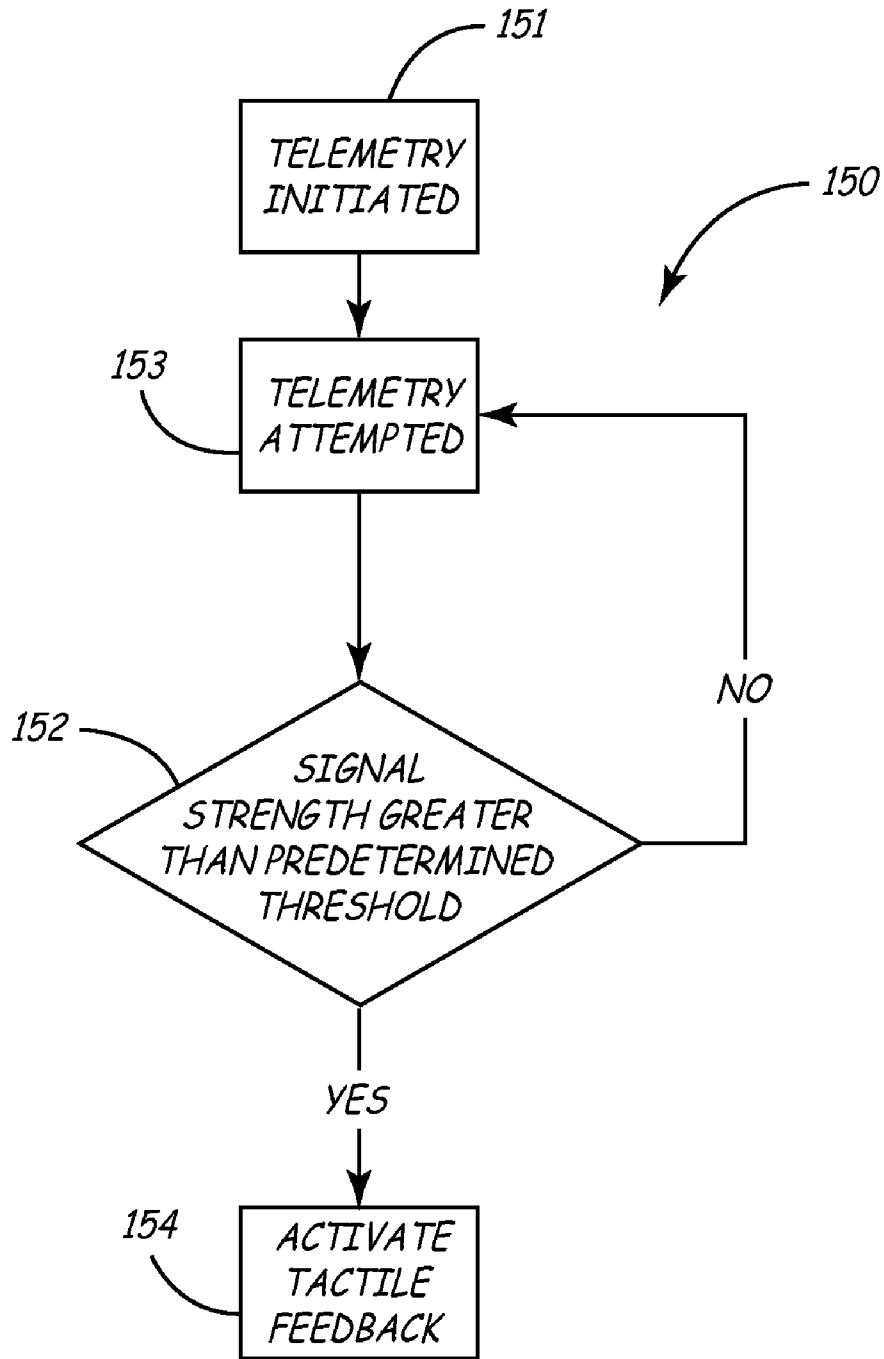 151
TELEMETRY
INITIATED
150
153
TELEMETRY
ATTEMPTED
NO
152
SIGNAL
STRENGTH GREATER
THAN PREDETERMINED
THRESHOLD
YES
154
ACTIVATE
TACTILE
FEEDBACK